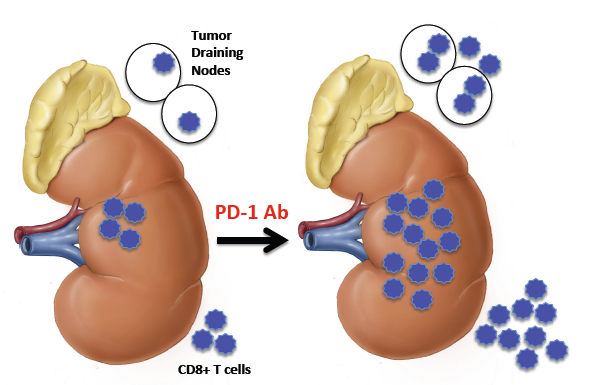 Tumor
Draining
Nodes
PD-1 Ab
CD8+ T cells